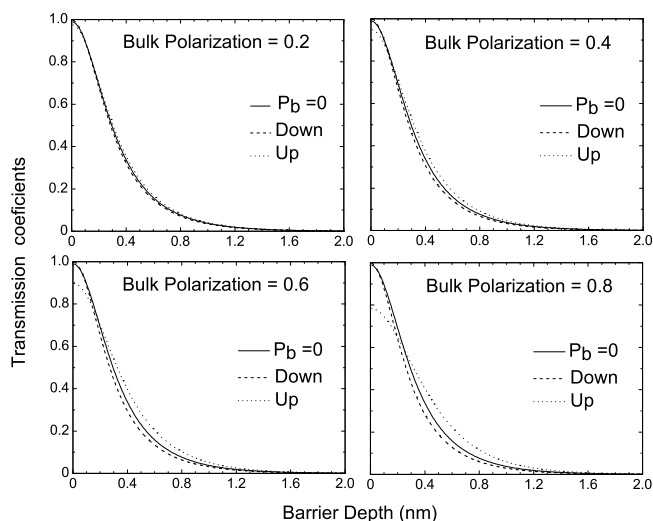 Transmission coeficients
Bulk Polarization = 0.2
Pb =0
Down
Up
1.0
0.8
0.6
0.4
0.2
0
0 0.4 0.8 1.2 1.6 2.0
Bulk Polarization = 0.4
Pb =0
Down
Up
0 0.4 0.8 1.2 1.6 2.0
Bulk Polarization = 0.6
Pb =0
Down
Up
1.0
0.8
0.6
0.4
0.2
0
0 0.4 0.8 1.2 1.6 2.0
Bulk Polarization = 0.8
Pb =0
Down
Up
0 0.4 0.8 1.2 1.6 2.0
Barrier Depth (nm)